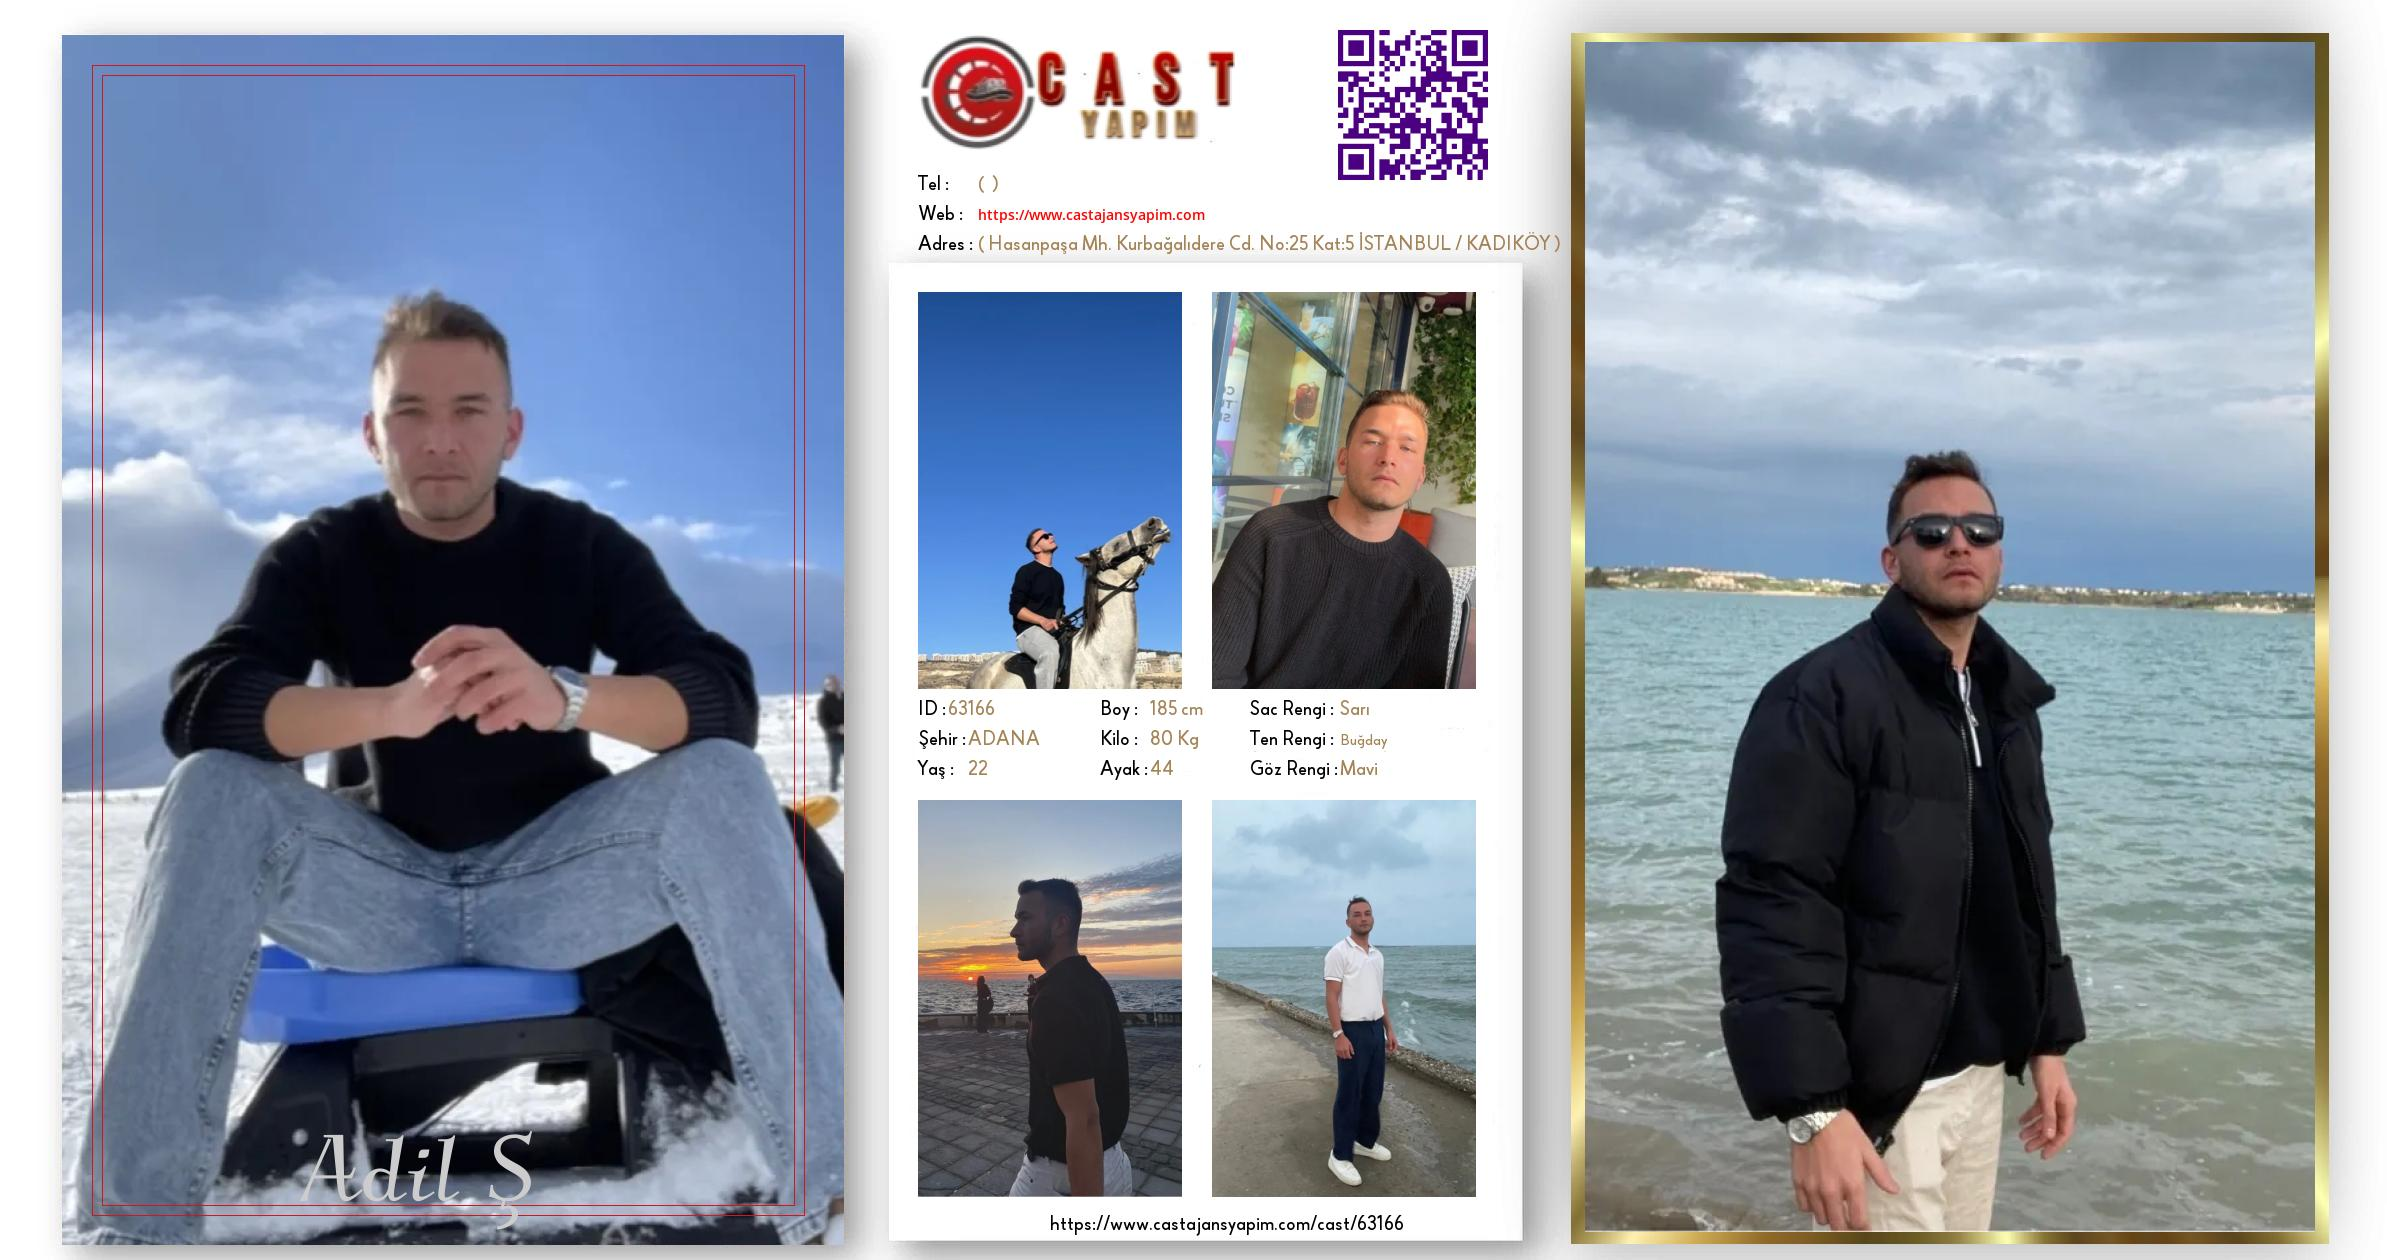 Adil Ş
CAST
YAPIM
Tel : ( )
Web : https://www.castajansyapim.com
Adres : ( Hasanpaşa Mh. Kurbağalıdere Cd. No:25 Kat:5 İSTANBUL / KADIKÖY )
ID : 63166 Boy : 185 cm Sac Rengi : Sarı
Şehir : ADANA Kilo : 80 Kg Ten Rengi : Buğday
Yaş : 22 Ayak : 44 Göz Rengi : Mavi
https://www.castajansyapim.com/cast/63166